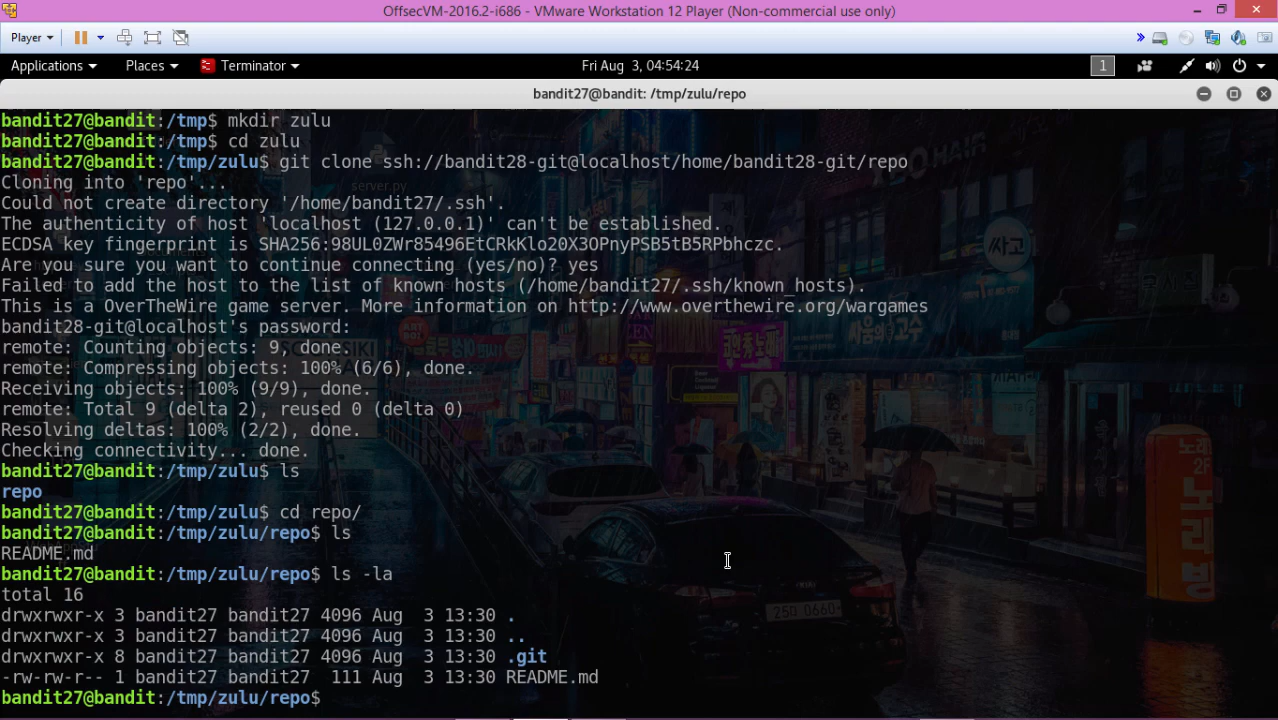 OffsecVM-2016.2-i686 - VMware Workstation 12 Player (Non-commercial use only)
Player
Applications Places Terminator Fri Aug 3, 04:54:24 1
bandit27@bandit: /tmp/zulu/repo
bandit27@bandit:/tmp$ mkdir zulu
bandit27@bandit:/tmp$ cd zulu
bandit27@bandit:/tmp/zulu$ git clone ssh://bandit28-git@localhost/home/bandit28-git/repo
Cloning into 'repo'...
server.py
Could not create directory '/home/bandit27/.ssh'.
The authenticity of host 'localhost (127.0.0.1)' can't be established.
ECDSA key fingerprint is SHA256:98UL0ZWr85496EtCRkKlo20X3OPnyPSB5tB5RPbhczc.
Are you sure you want to continue connecting (yes/no)? yes
Failed to add the host to the list of known hosts (/home/bandit27/.ssh/known_hosts).
This is a OverTheWire game server. More information on http://www.overthewire.org/wargames
bandit28-git@localhost's password:
remote: Counting objects: 9, done.
remote: Compressing objects: 100% (6/6), done.
Receiving objects: 100% (9/9), done.
remote: Total 9 (delta 2), reused 0 (delta 0)
Resolving deltas: 100% (2/2), done.
Checking connectivity... done.
bandit27@bandit:/tmp/zulu$ ls
repo
bandit27@bandit:/tmp/zulu$ cd repo/
bandit27@bandit:/tmp/zulu/repo$ ls
README.md
bandit27@bandit:/tmp/zulu/repo$ ls -la
total 16
drwxrwxr-x 3 bandit27 bandit27 4096 Aug  3 13:30 .
drwxrwxr-x 3 bandit27 bandit27 4096 Aug  3 13:30 ..
drwxrwxr-x 8 bandit27 bandit27 4096 Aug  3 13:30 .git
-rw-rw-r-- 1 bandit27 bandit27  111 Aug  3 13:30 README.md
bandit27@bandit:/tmp/zulu/repo$
노래방